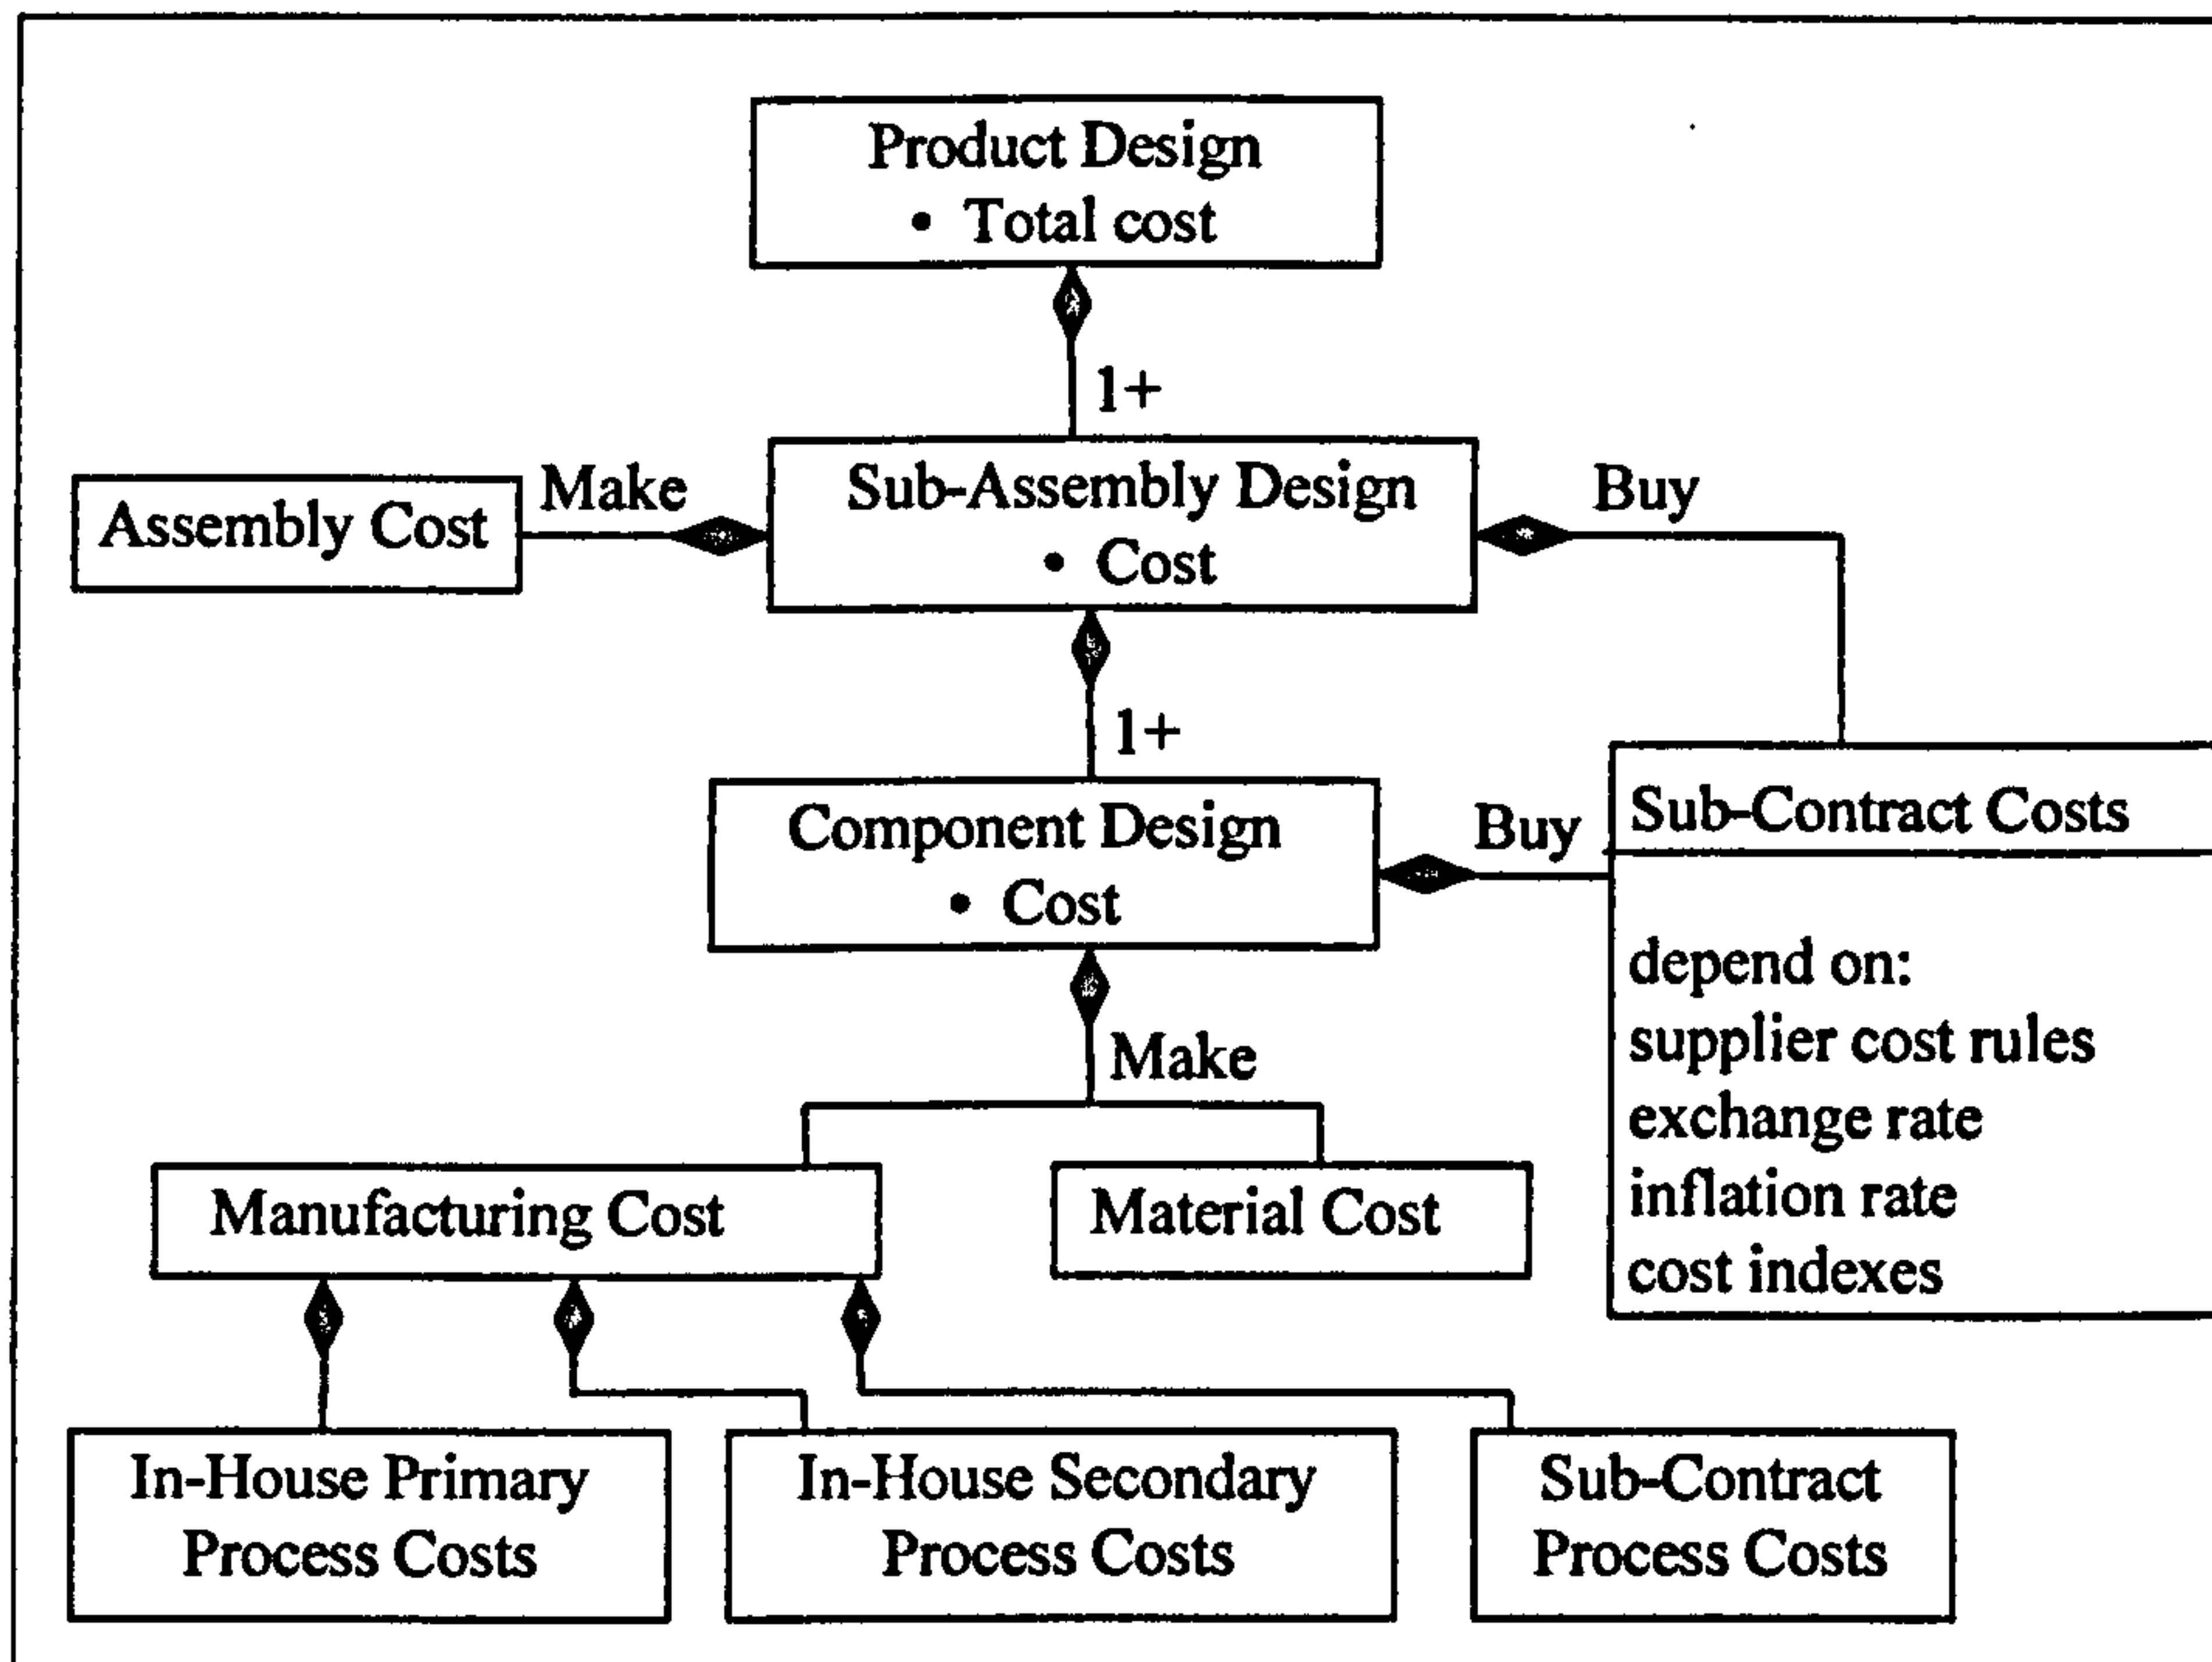 Product Design
• Total cost
1+
Assembly Cost
Make
Sub-Assembly Design
• Cost
Buy
1+
Component Design
• Cost
Buy
Sub-Contract Costs
depend on:
supplier cost rules
exchange rate
inflation rate
cost indexes
Make
Manufacturing Cost
Material Cost
In-House Primary
Process Costs
In-House Secondary
Process Costs
Sub-Contract
Process Costs